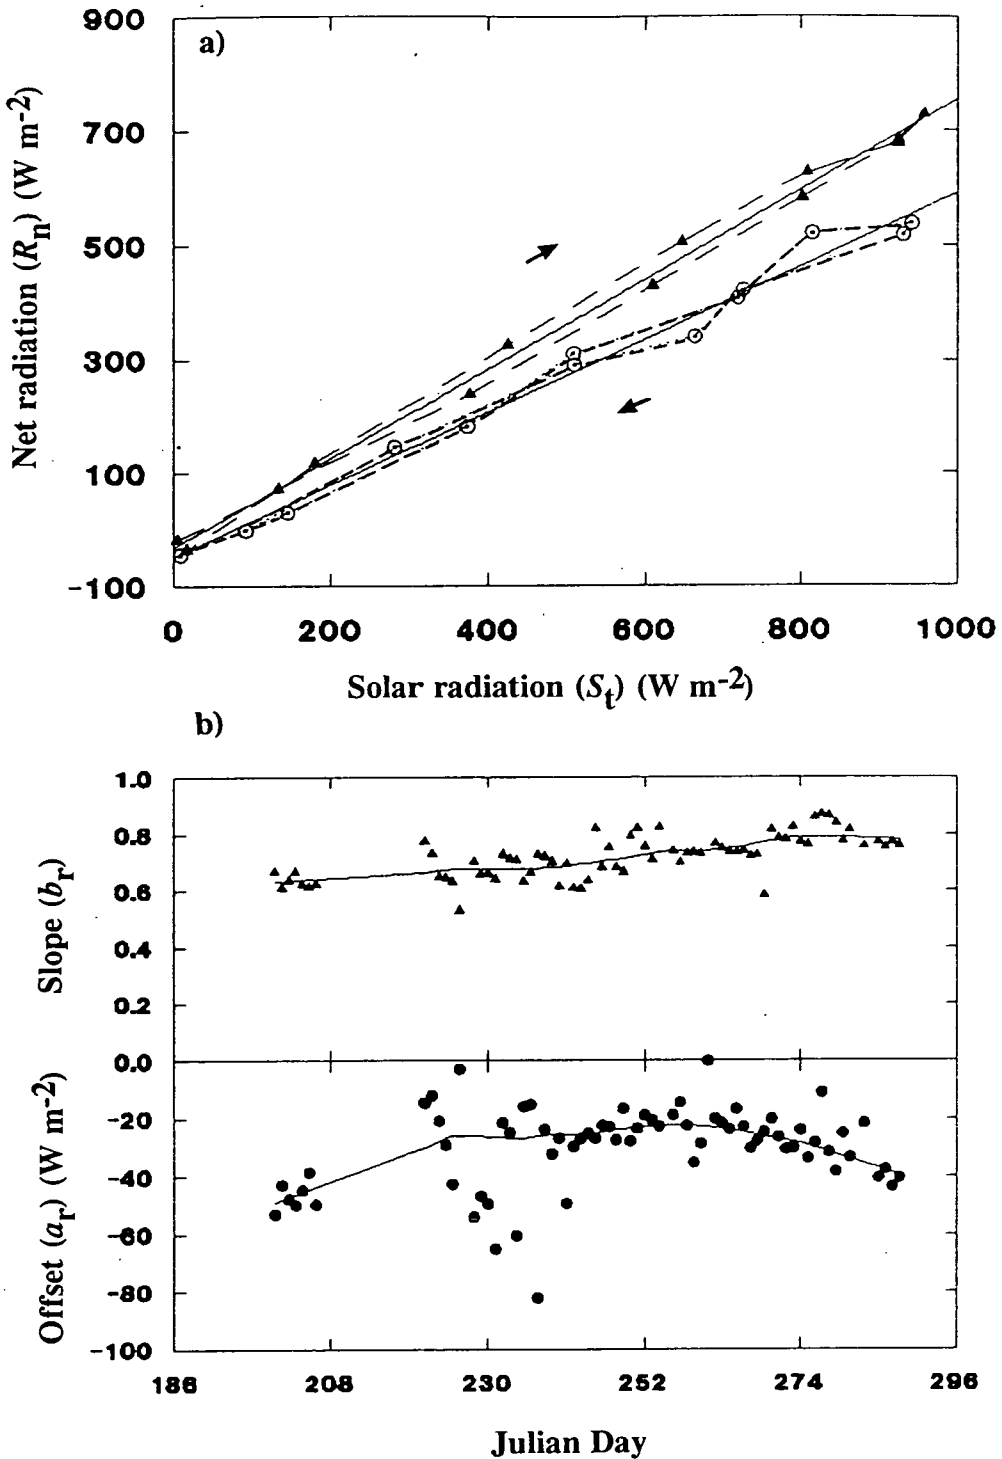 a)
900
700
500
300
100
-100
Net radiation (Rn) (W m-2)
0 200 400 600 800 1000
Solar radiation (St) (W m-2)
b)
1.0
0.8
0.6
0.4
0.2
0.0
Slope (br)
-20
-40
-60
-80
-100
Offset (ar) (W m-2)
186 208 230 252 274 296
Julian Day